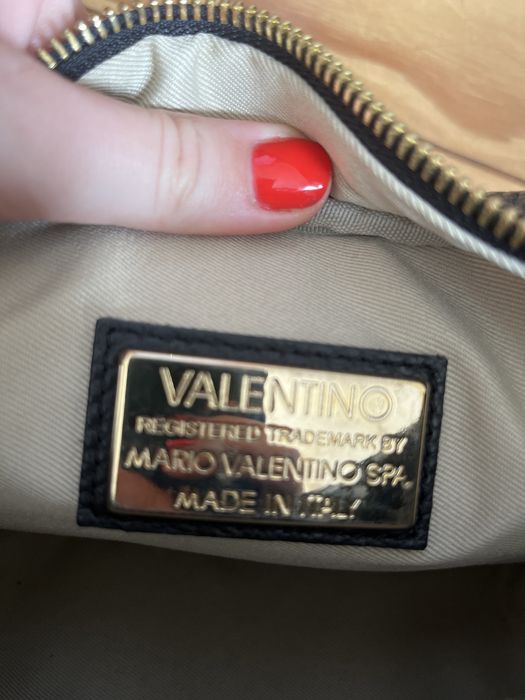 VALENTINO
REGISTERED TRADEMARK BY
MARIO VALENTINO SPA.
MADE IN ITALY